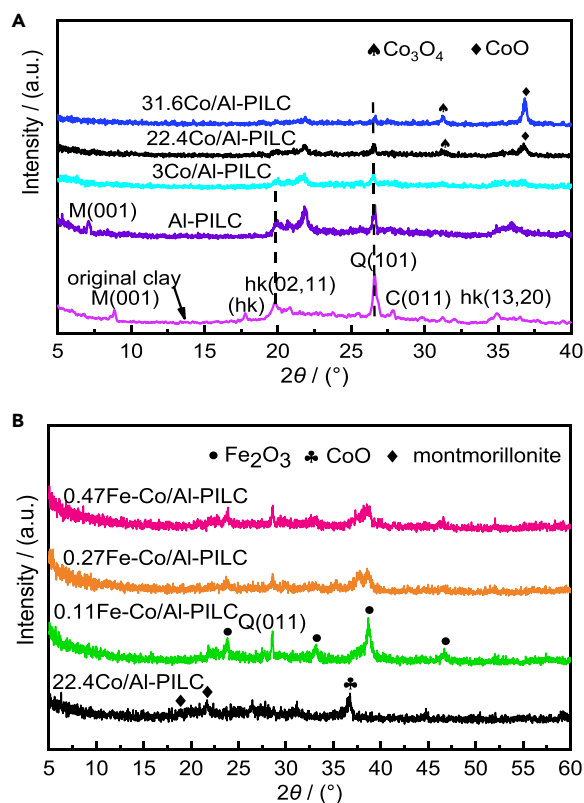 A
♠Co3O4 ◆CoO
31.6Co/Al-PILC
22.4Co/Al-PILC
3Co/Al-PILC
M(001)
Al-PILC
Q(101)
original clay
hk(02,11)
M(001)
(hk)
C(011)
hk(13,20)
Intensity / (a.u.)
5 10 15 20 25 30 35 40
2θ / (°)
B
● Fe2O3 ♣ CoO ◆ montmorillonite
0.47Fe-Co/Al-PILC
0.27Fe-Co/Al-PILC
0.11Fe-Co/Al-PILC
Q(011)
22.4Co/Al-PILC
Intensity / (a.u.)
5 10 15 20 25 30 35 40 45 50 55 60
2θ / (°)